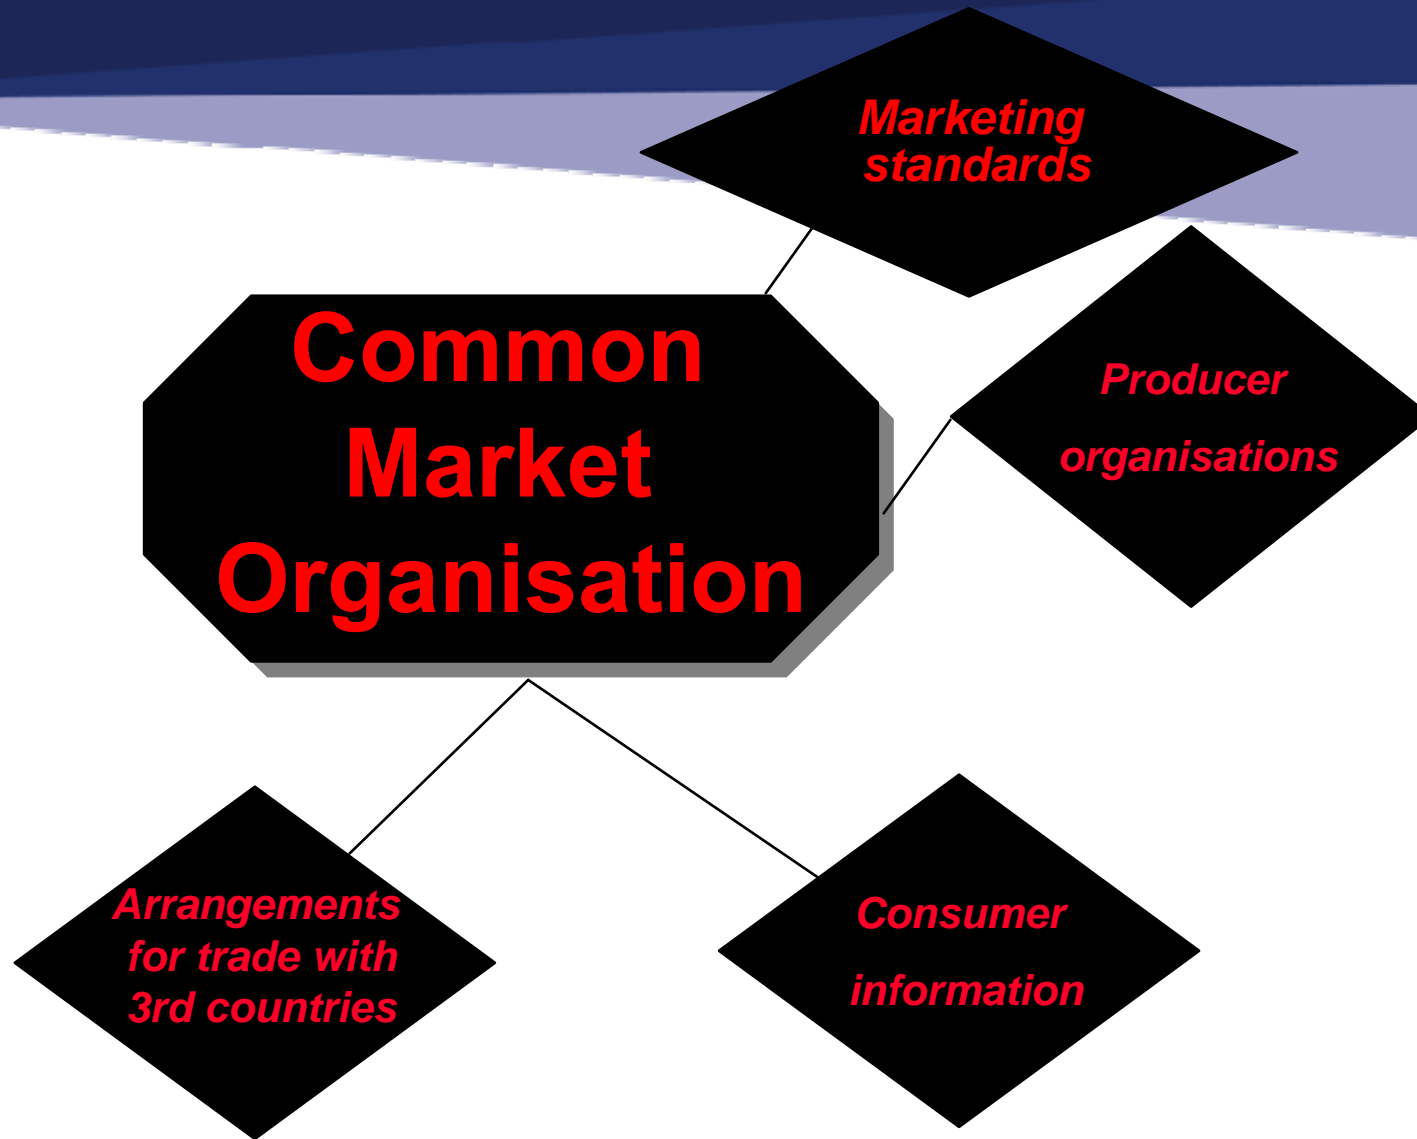 Marketing
standards
Common
Market
Organisation
Producer
organisations
Arrangements
for trade with
3rd countries
Consumer
information